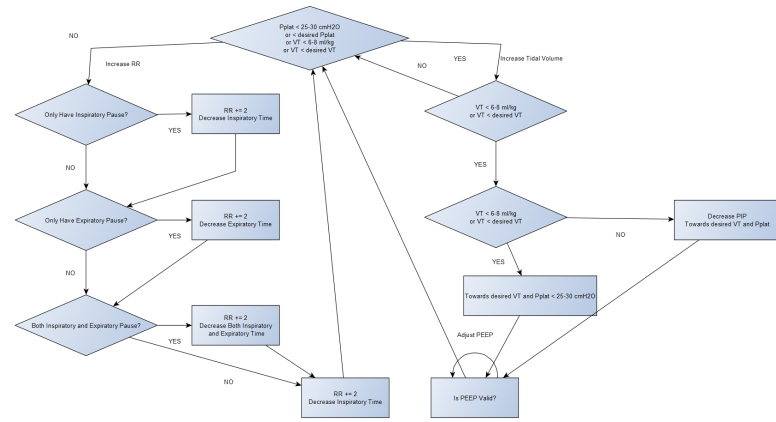 Pplat < 25-30 cmH2O
or < desired Pplat
or VT < 6-8 ml/kg
or VT < desired VT
NO
Increase RR
YES
Increase Tidal Volume
NO
Only Have Inspiratory Pause?
YES
RR += 2
Decrease Inspiratory Time
VT < 6-8 ml/kg
or VT < desired VT
NO
YES
Only Have Expiratory Pause?
YES
RR += 2
Decrease Expiratory Time
VT < 6-8 ml/kg
or VT < desired VT
NO
Decrease PIP
Towards desired VT and Pplat
NO
YES
Towards desired VT and Pplat < 25-30 cmH2O
Both Inspiratory and Expiratory Pause?
YES
RR += 2
Decrease Both Inspiratory
and Expiratory Time
Adjust PEEP
NO
RR += 2
Decrease Inspiratory Time
Is PEEP Valid?